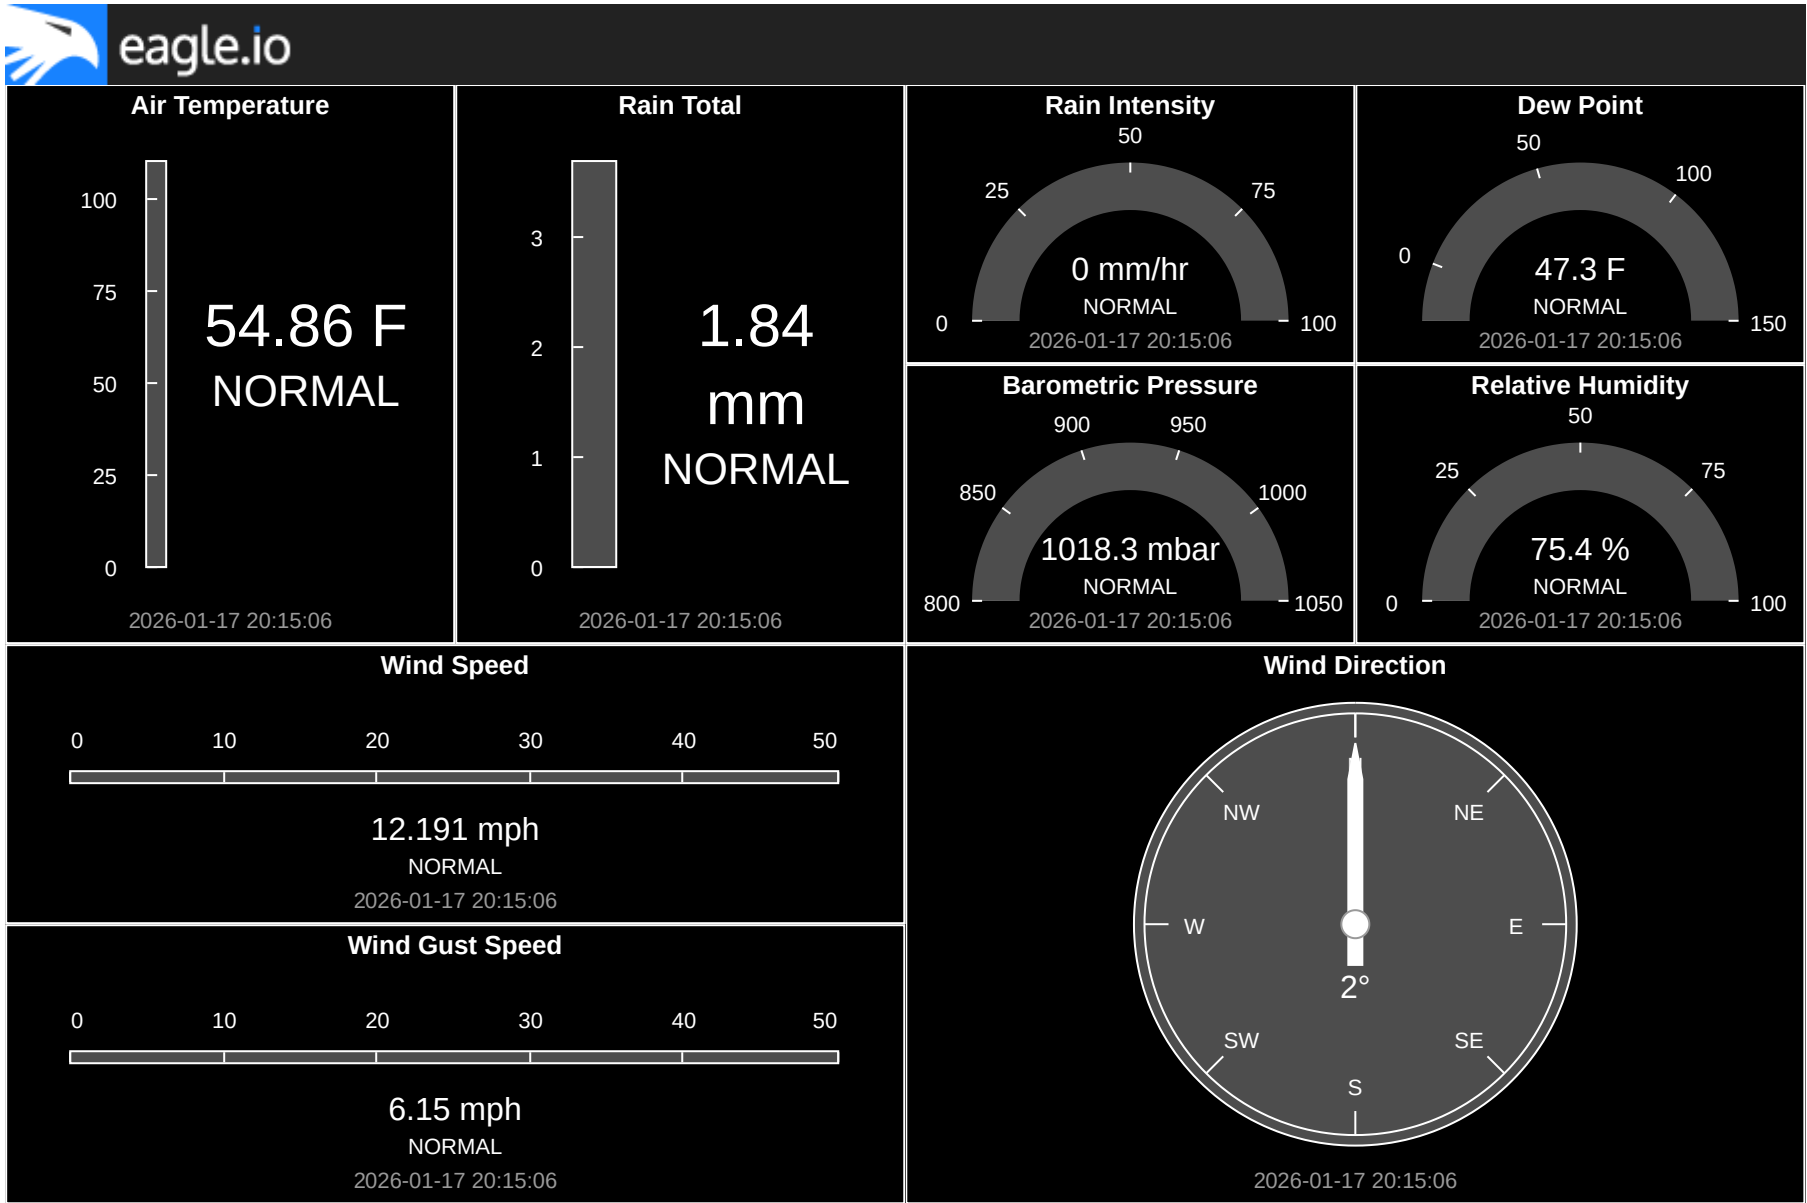 eagle.io
Air Temperature
100
75
50
25
0
54.86 F
NORMAL
2026-01-17 20:15:06
Rain Total
3
2
1
0
1.84
mm
NORMAL
2026-01-17 20:15:06
Rain Intensity
0
25
50
75
100
0 mm/hr
NORMAL
2026-01-17 20:15:06
Dew Point
0
50
100
150
47.3 F
NORMAL
2026-01-17 20:15:06
Barometric Pressure
800
850
900
950
1000
1050
1018.3 mbar
NORMAL
2026-01-17 20:15:06
Relative Humidity
0
25
50
75
100
75.4 %
NORMAL
2026-01-17 20:15:06
Wind Speed
0 10 20 30 40 50
12.191 mph
NORMAL
2026-01-17 20:15:06
Wind Gust Speed
0 10 20 30 40 50
6.15 mph
NORMAL
2026-01-17 20:15:06
Wind Direction
NW NE
W E
2°
SW SE
S
2026-01-17 20:15:06